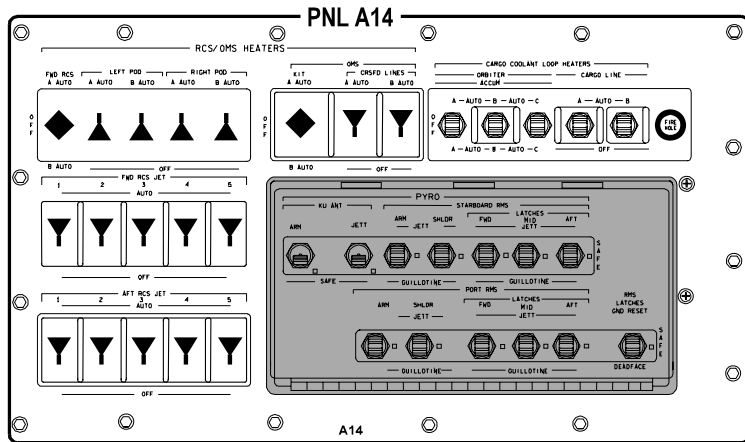 PNL A14
RCS/OMS HEATERS
FWD RCS
A AUTO
LEFT POD
A AUTO B AUTO
RIGHT POD
A AUTO B AUTO
OFF
B AUTO
OFF
OMS
KIT
A AUTO
CRSFD LINES
A AUTO B AUTO
OFF
B AUTO
OFF
CARGO COOLANT LOOP HEATERS
ORBITER
ACCUM
CARGO LINE
A - AUTO - B - AUTO - C
A - AUTO - B
OFF
A - AUTO - B - AUTO - C
OFF
FIRE
HOLE
FWD RCS JET
1 2 3 4 5
AUTO
OFF
AFT RCS JET
1 2 3 4 5
AUTO
OFF
PYRO
KU ANT
ARM JETT
SAFE
STARBOARD RMS
ARM SHLDR
JETT
LATCHES
FWD MID AFT
JETT
SAFE
GUILLOTINE GUILLOTINE
PORT RMS
ARM SHLDR
JETT
LATCHES
FWD MID AFT
JETT
RMS
LATCHES
GND RESET
SAFE
DEADFACE
GUILLOTINE GUILLOTINE
A14